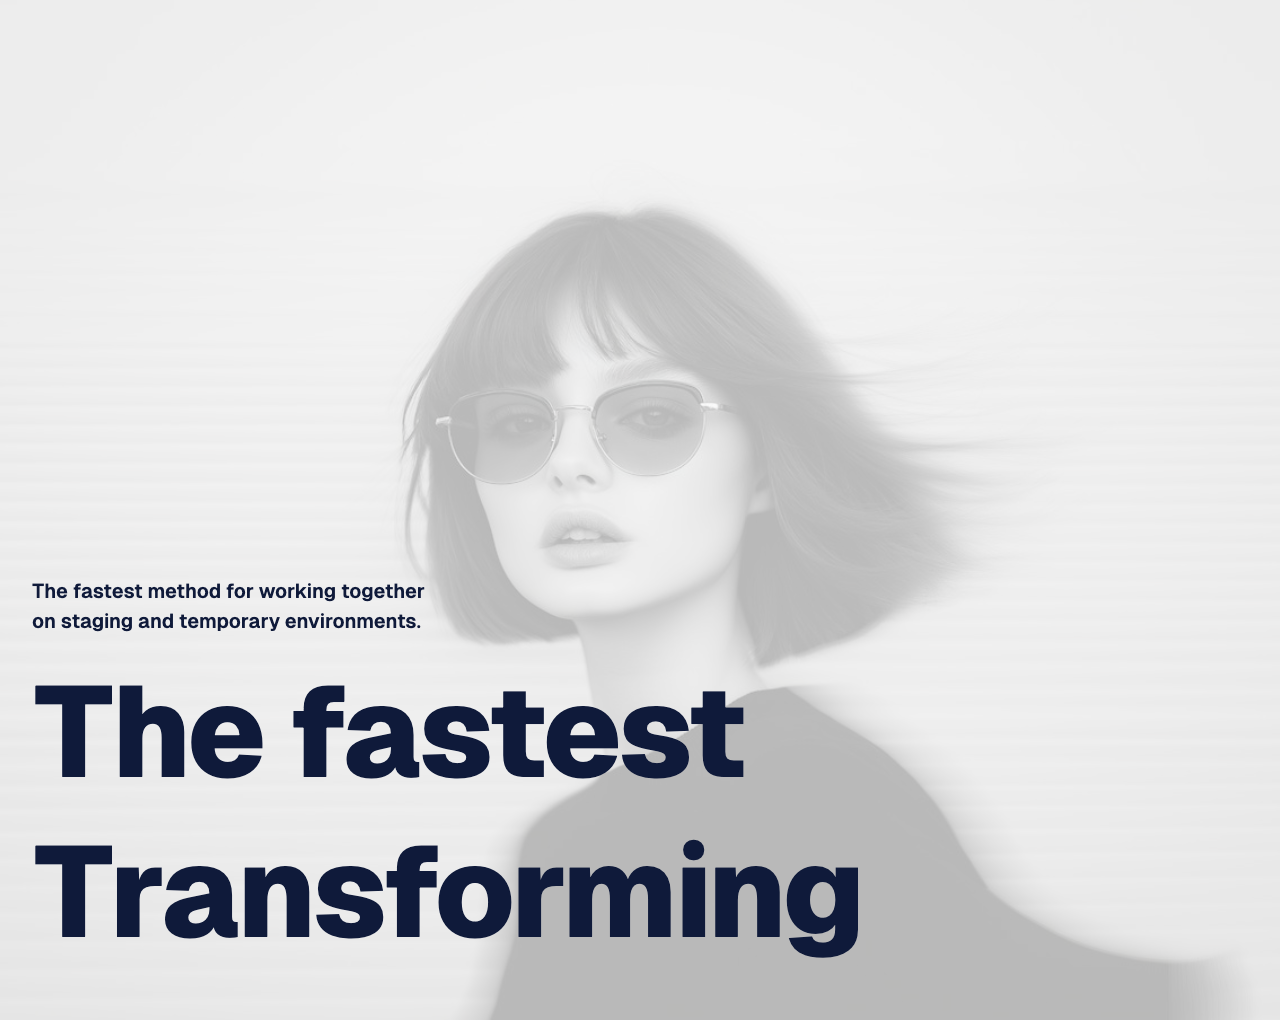 The fastest method for working together
on staging and temporary environments.
The fastest
Transforming